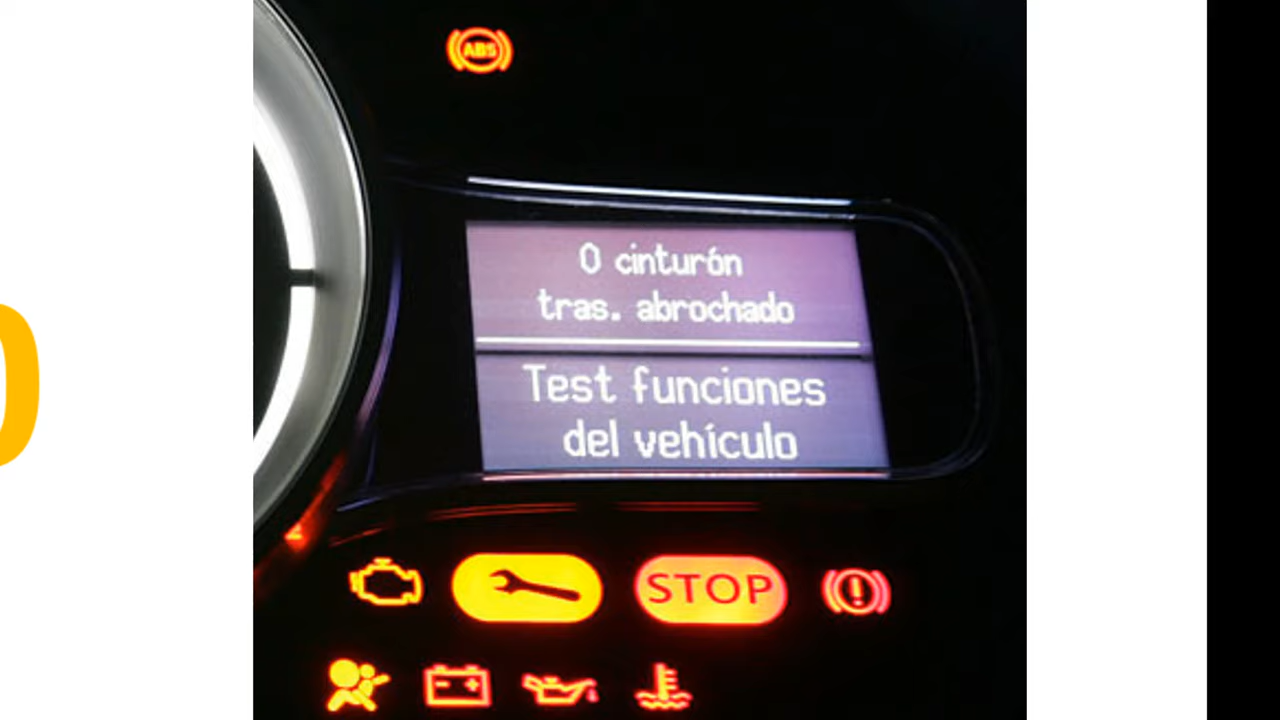 ABS
0 cinturón
tras. abrochado
Test funciones
del vehículo
STOP